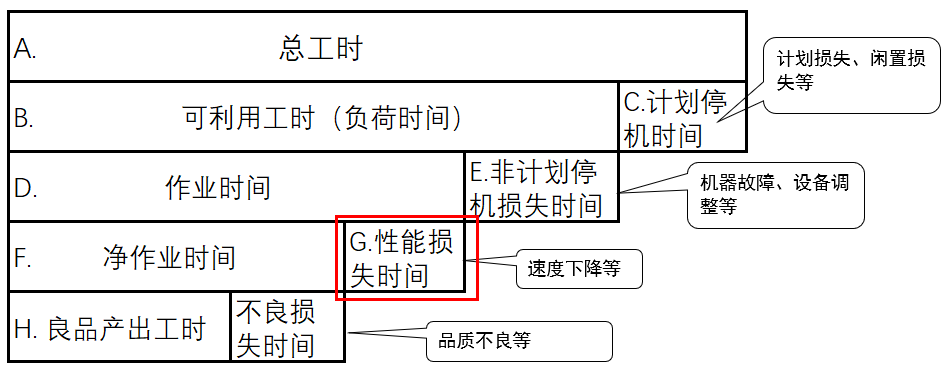 A. 总工时
计划损失、闲置损
失等
B. 可利用工时（负荷时间）
C.计划停
机时间
D. 作业时间
E.非计划停
机损失时间
机器故障、设备调
整等
F. 净作业时间
G.性能损
失时间
速度下降等
H. 良品产出工时
不良损
失时间
品质不良等